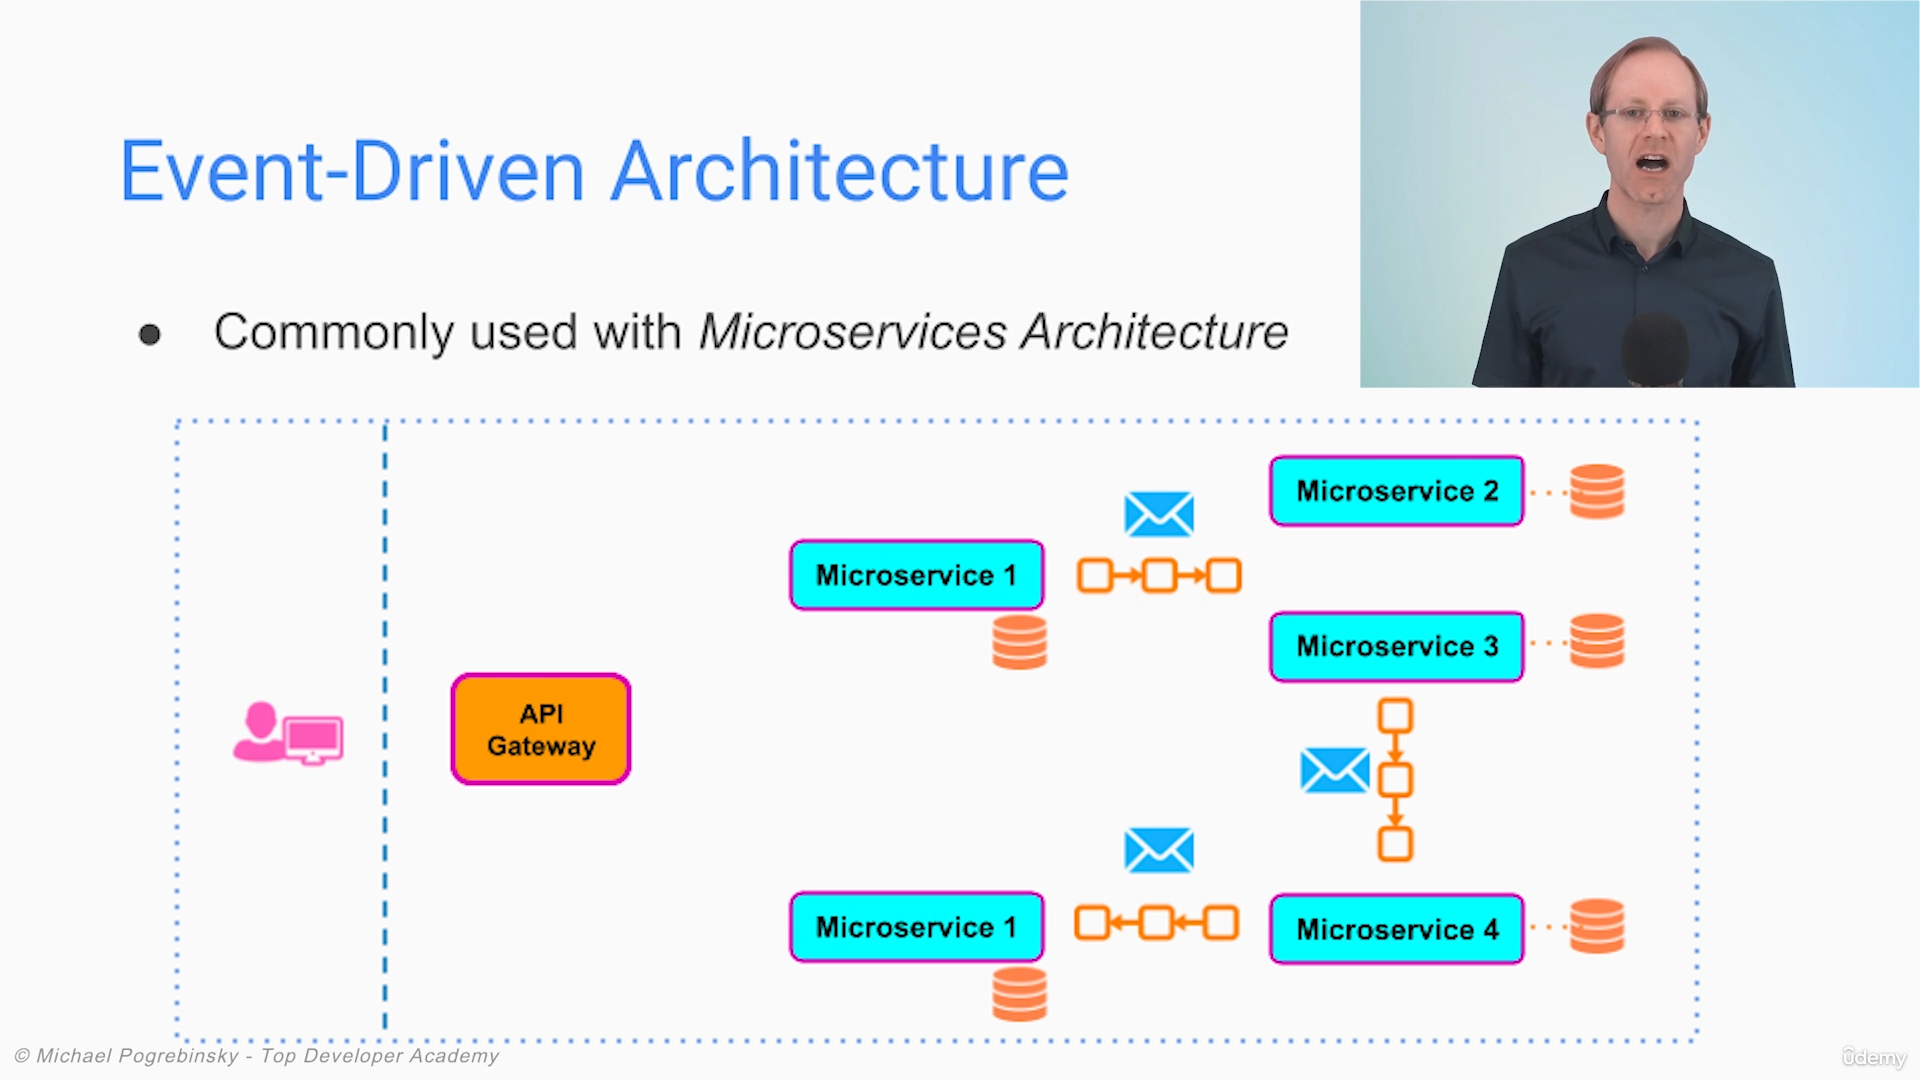 Event-Driven Architecture
● Commonly used with Microservices Architecture
Microservice 2
Microservice 1
Microservice 3
API
Gateway
Microservice 1
Microservice 4
© Michael Pogrebinsky - Top Developer Academy
ûdemy